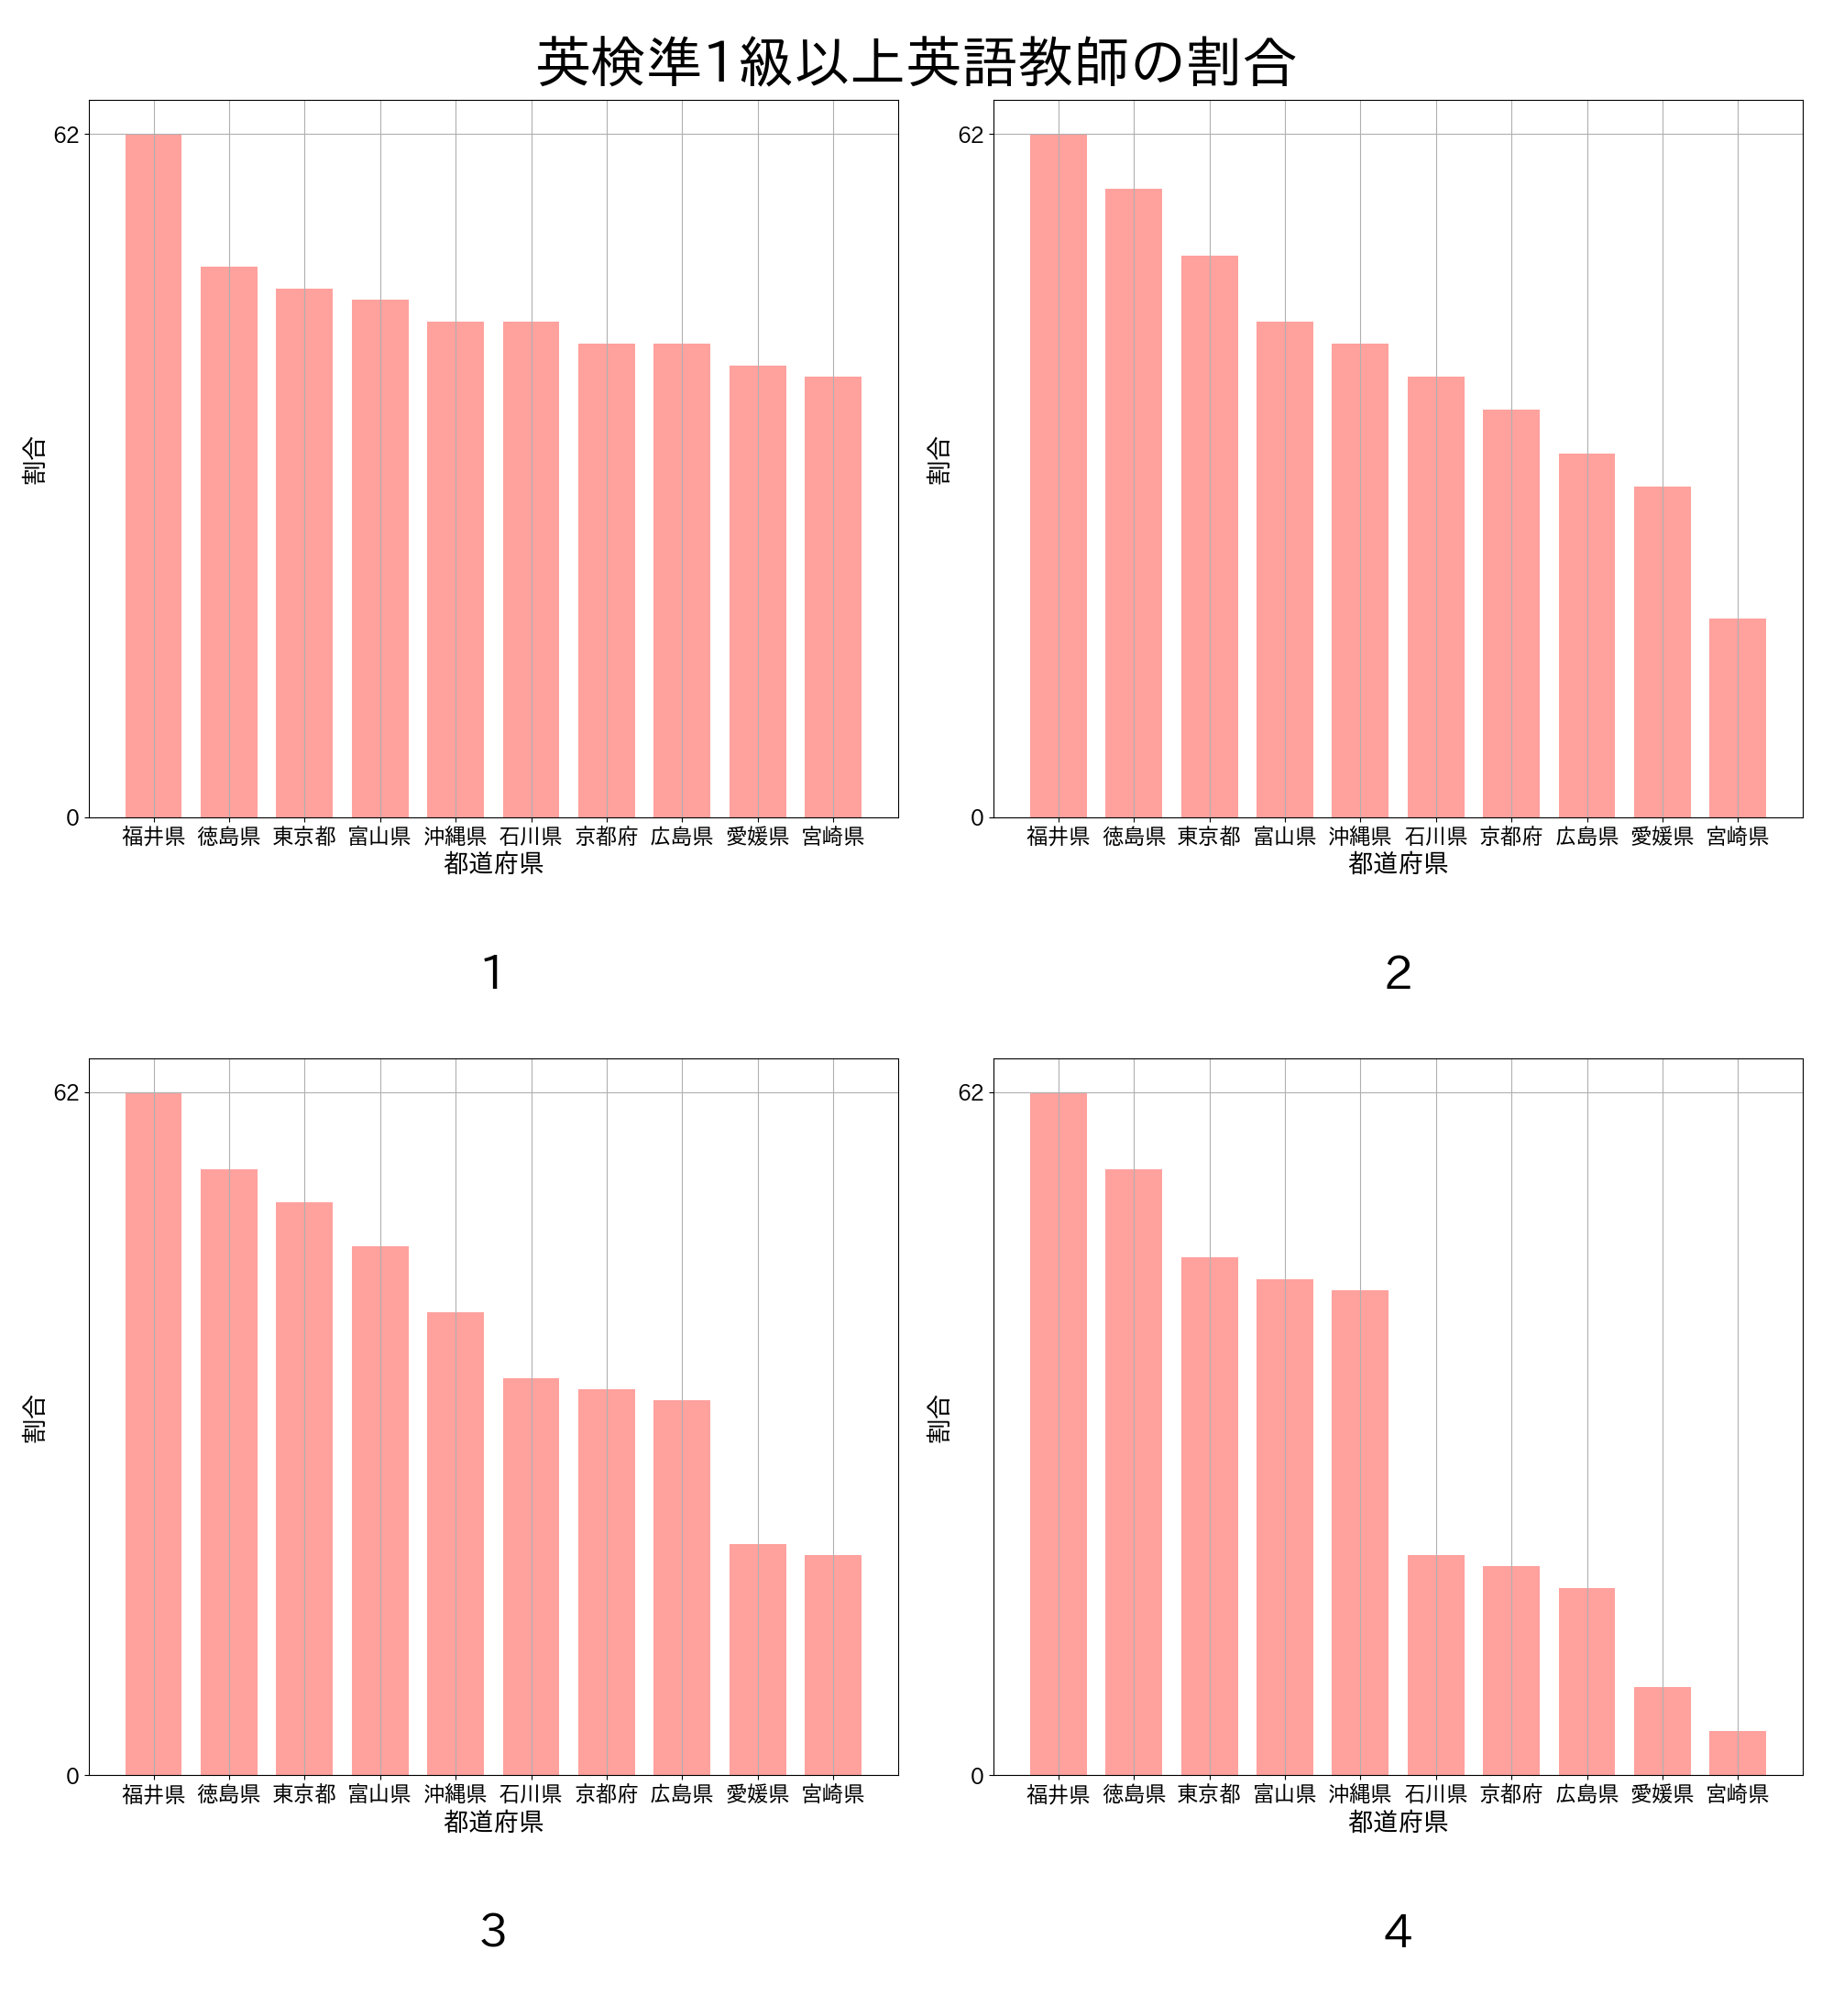 英検準1級以上英語教師の割合
62
0
割合
福井県 徳島県 東京都 富山県 沖縄県 石川県 京都府 広島県 愛媛県 宮崎県
都道府県
1
62
0
割合
福井県 徳島県 東京都 富山県 沖縄県 石川県 京都府 広島県 愛媛県 宮崎県
都道府県
2
62
0
割合
福井県 徳島県 東京都 富山県 沖縄県 石川県 京都府 広島県 愛媛県 宮崎県
都道府県
3
62
0
割合
福井県 徳島県 東京都 富山県 沖縄県 石川県 京都府 広島県 愛媛県 宮崎県
都道府県
4